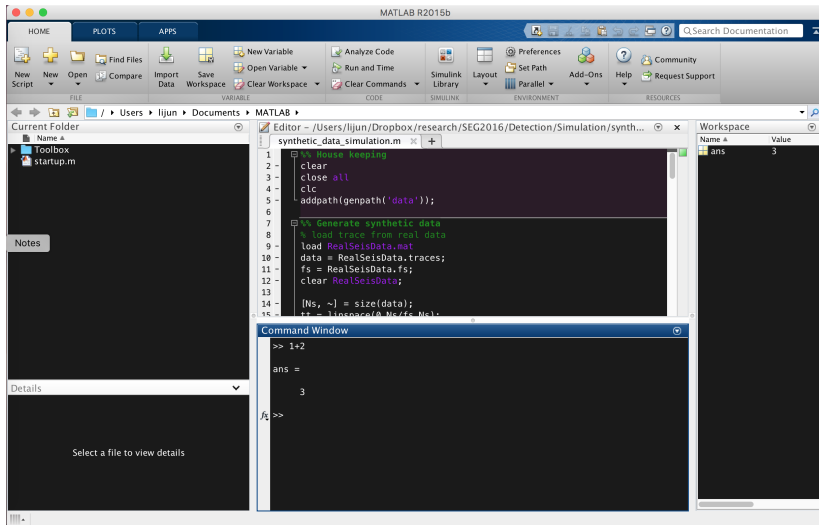 MATLAB R2015b
HOME PLOTS APPS
Search Documentation
New Script
New
Open
Find Files
Compare
Import Data
Save Workspace
New Variable
Open Variable
Clear Workspace
Analyze Code
Run and Time
Clear Commands
Simulink Library
Layout
Preferences
Set Path
Parallel
Add-Ons
Help
Community
Request Support
FILE VARIABLE CODE SIMULINK ENVIRONMENT RESOURCES
/ Users lijun Documents MATLAB
Current Folder
Name
Toolbox
startup.m
Notes
Details
Select a file to view details
Editor - /Users/lijun/Dropbox/research/SEG2016/Detection/Simulation/synth...
synthetic_data_simulation.m
1 %% House keeping
2 - clear
3 - close all
4 - clc
5 - addpath(genpath('data'));
6
7 %% Generate synthetic data
8 % load trace from real data
9 - load RealSeisData.mat
10 - data = RealSeisData.traces;
11 - fs = RealSeisData.fs;
12 - clear RealSeisData;
13
14 - [Ns, ~] = size(data);
15 - tt = linspace(0,Ns/fs,Ns);
Command Window
>> 1+2
ans =
3
fx >>
Workspace
Name Value
ans 3